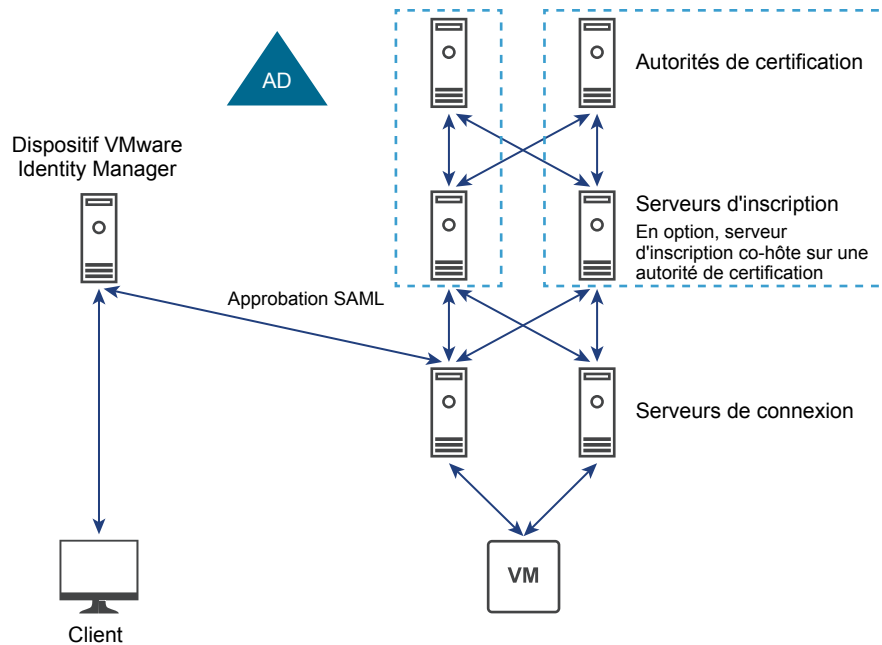 AD
Autorités de certification
Dispositif VMware
Identity Manager
Serveurs d'inscription
En option, serveur
d'inscription co-hôte sur une
autorité de certification
Approbation SAML
Serveurs de connexion
VM
Client